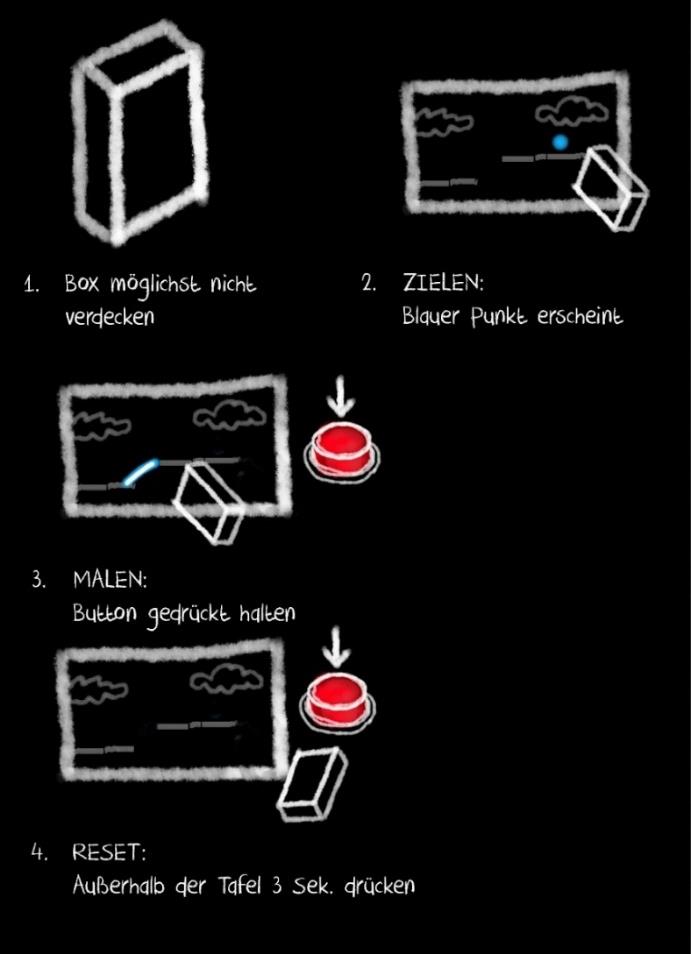 1. Box möglichst nicht
verdecken
2. ZIELEN:
Blauer Punkt erscheint
3. MALEN:
Button gedrückt halten
4. RESET:
Außerhalb der Tafel 3 Sek. drücken